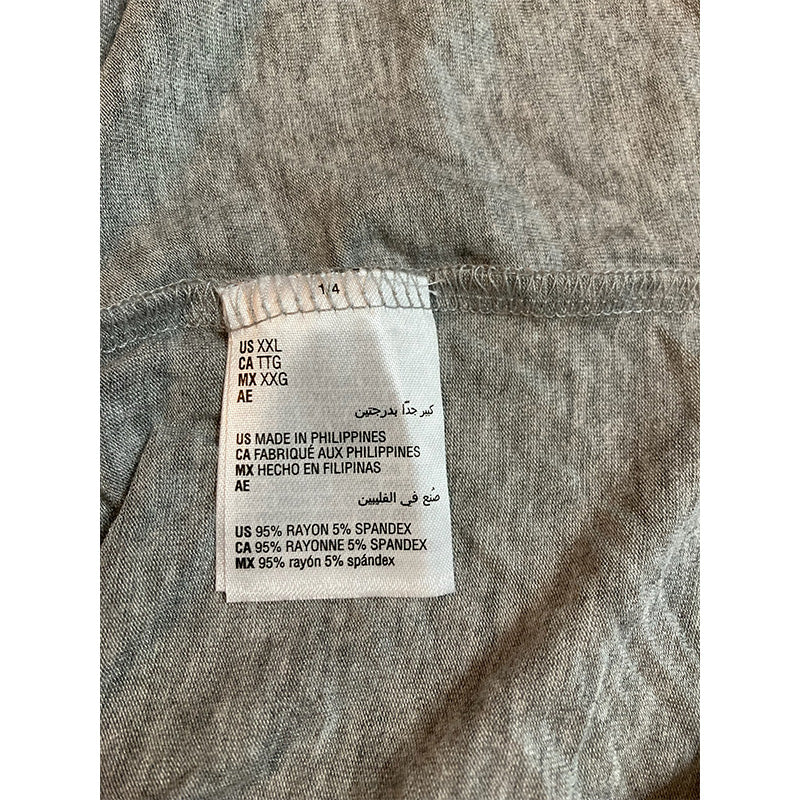 1/4
US XXL
CA TTG
MX XXG
AE
كبير جدًا بدرجتين
US MADE IN PHILIPPINES
CA FABRIQUÉ AUX PHILIPPINES
MX HECHO EN FILIPINAS
AE
صُنع في الفلبين
US 95% RAYON 5% SPANDEX
CA 95% RAYONNE 5% SPANDEX
MX 95% rayón 5% spándex